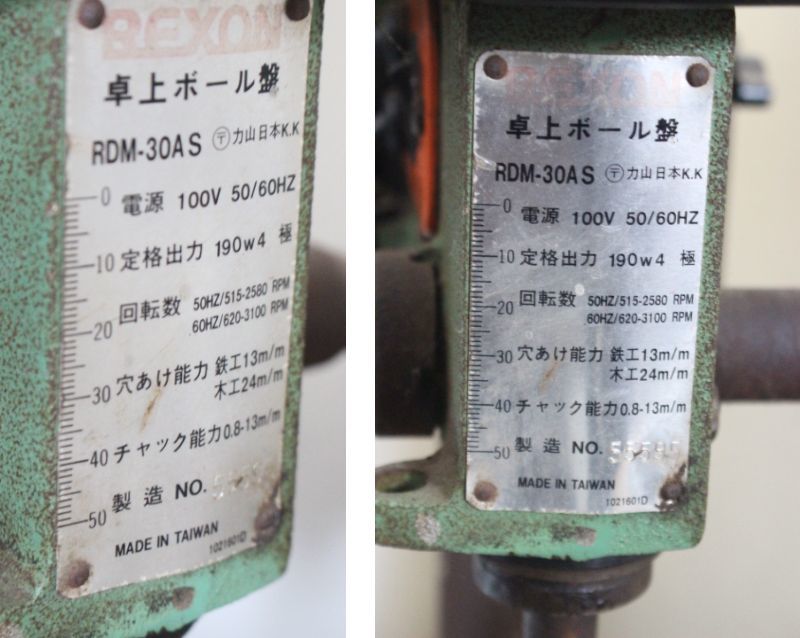 REXON
卓上ボール盤
RDM-30AS 〒力山日本K.K
0
電源 100V 50/60HZ
10
定格出力 190w4 極
20
回転数 50HZ/515-2580 RPM
60HZ/620-3100 RPM
30
穴あけ能力 鉄工13m/m
木工24m/m
40
チャック能力0.8-13m/m
製造 NO.
50
MADE IN TAIWAN
1021601D
REXON
卓上ボール盤
RDM-30AS 〒力山日本K.K
0
電源 100V 50/60HZ
10
定格出力 190w4 極
20
回転数 50HZ/515-2580 RPM
60HZ/620-3100 RPM
30
穴あけ能力 鉄工13m/m
木工24m/m
40
チャック能力0.8-13m/m
50
製造 NO.
MADE IN TAIWAN
1021601D